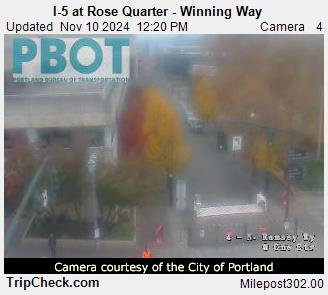 I-5 at Rose Quarter - Winning Way
Updated  Nov 10 2024  12:20 PM
Camera  4
PBOT
PORTLAND BUREAU OF TRANSPORTATION
Camera courtesy of the City of Portland
TripCheck.com
Milepost302.00